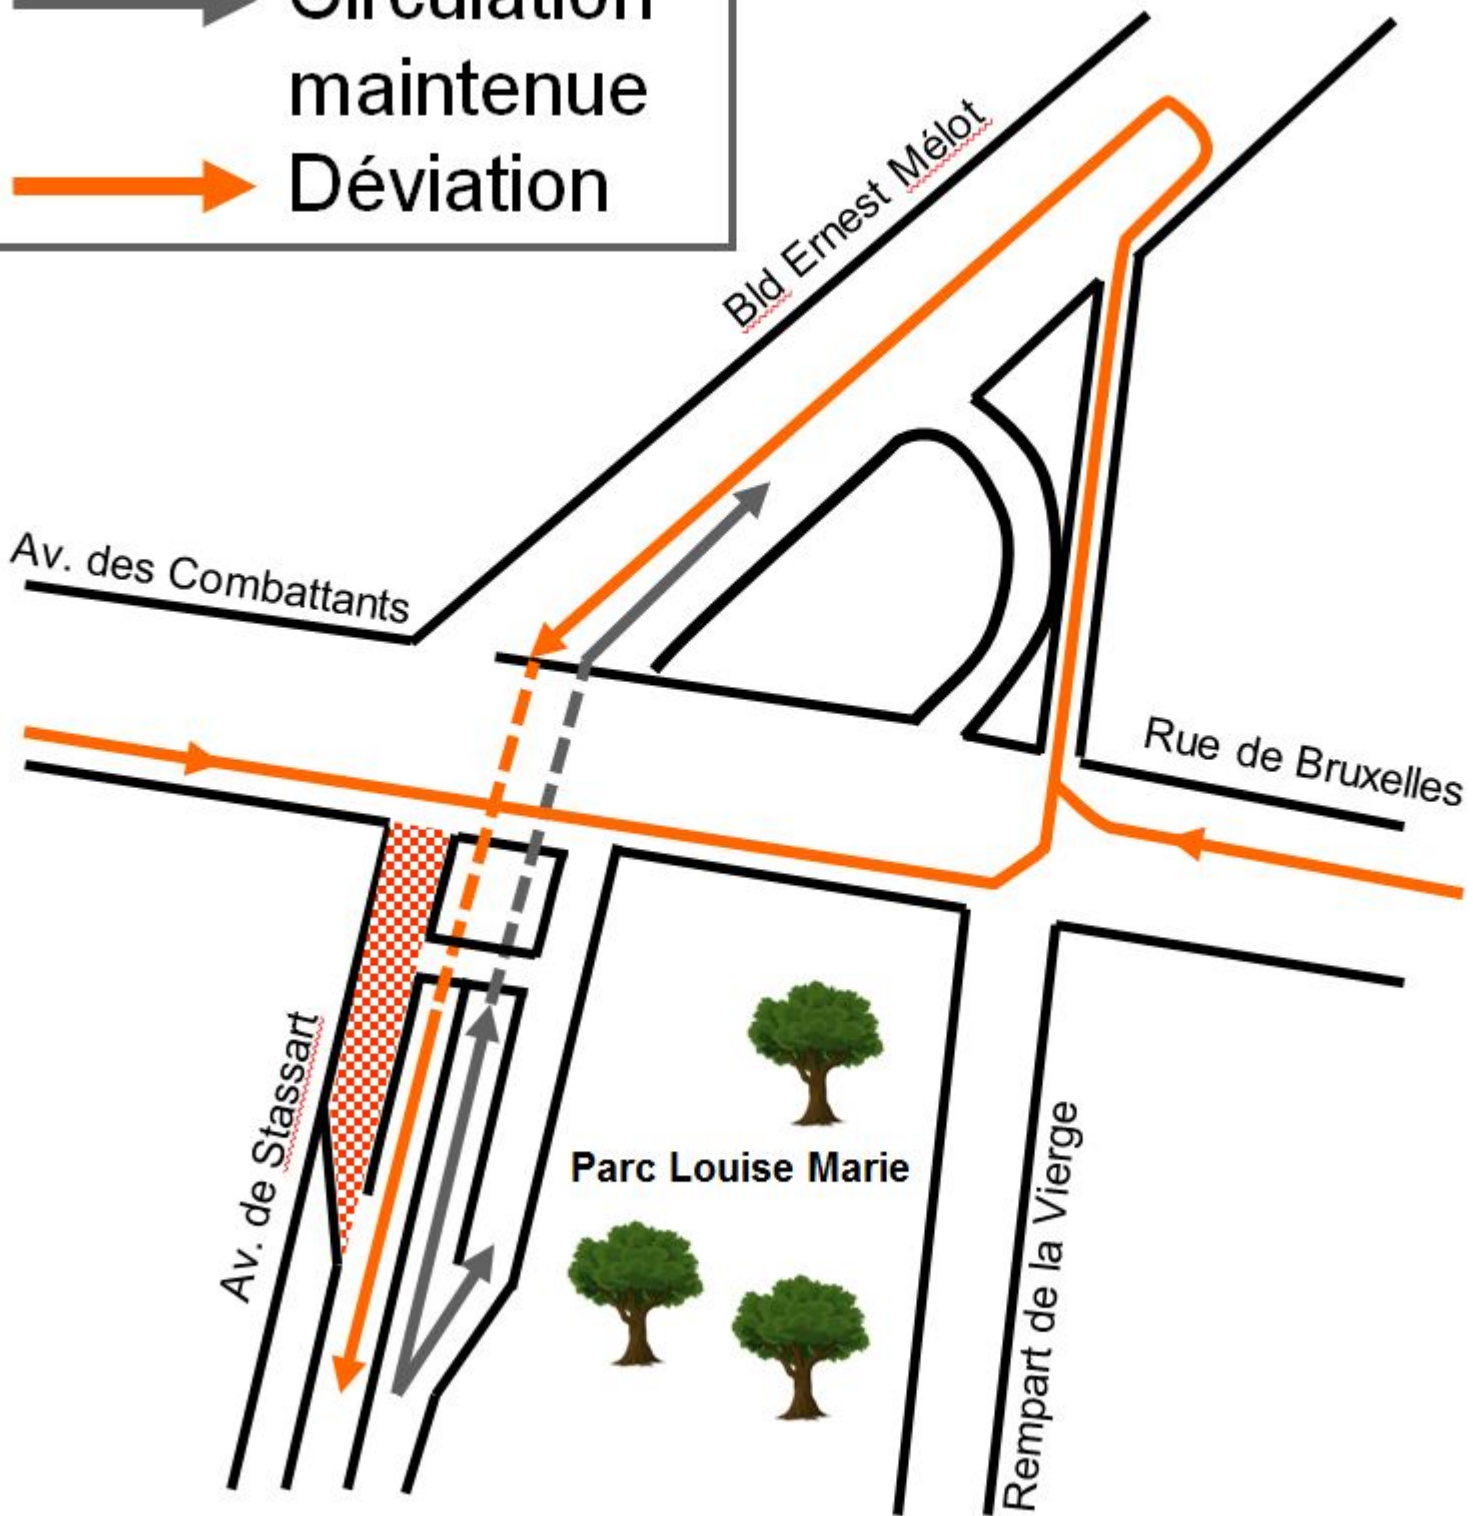 Circulation
maintenue
Déviation
Bld Ernest Mélot
Av. des Combattants
Rue de Bruxelles
Av. de Stassart
Parc Louise Marie
Rempart de la Vierge